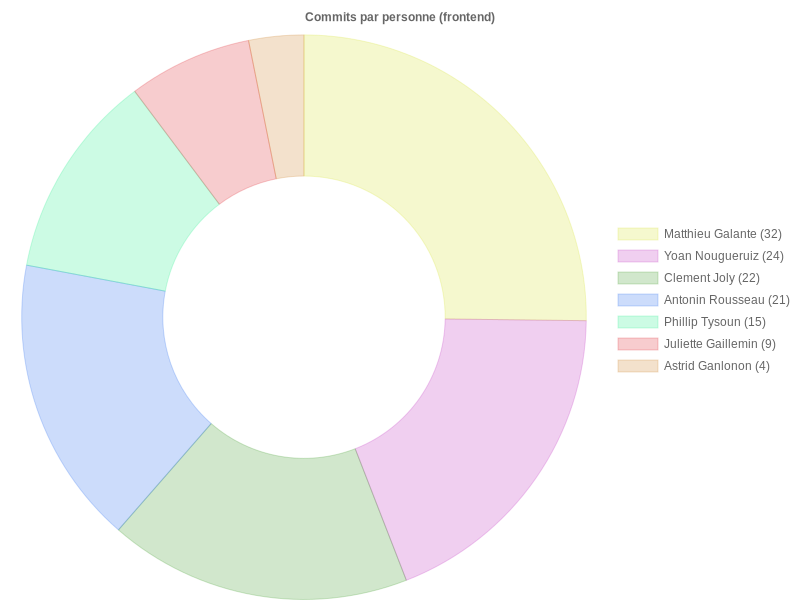 Commits par personne (frontend)
Matthieu Galante (32)
Yoan Nougueruiz (24)
Clement Joly (22)
Antonin Rousseau (21)
Phillip Tysoun (15)
Juliette Gaillemin (9)
Astrid Ganlonon (4)